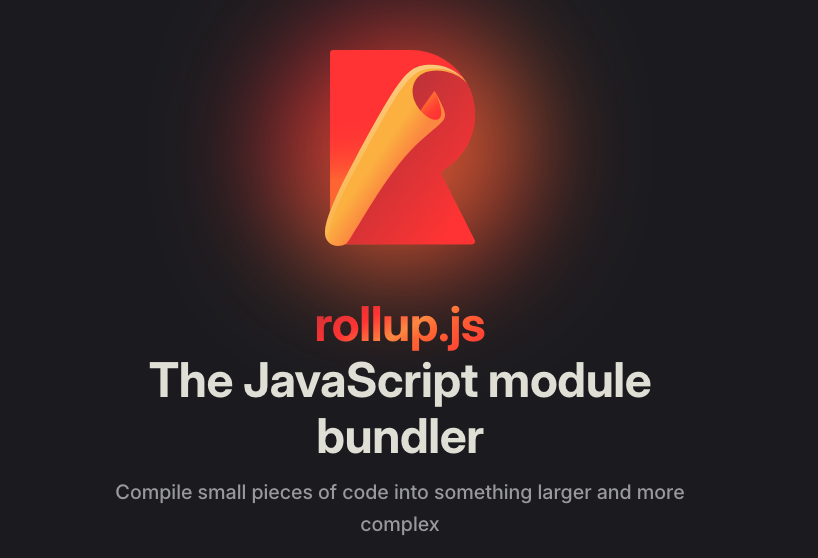 rollup.js
The JavaScript module
bundler
Compile small pieces of code into something larger and more
complex